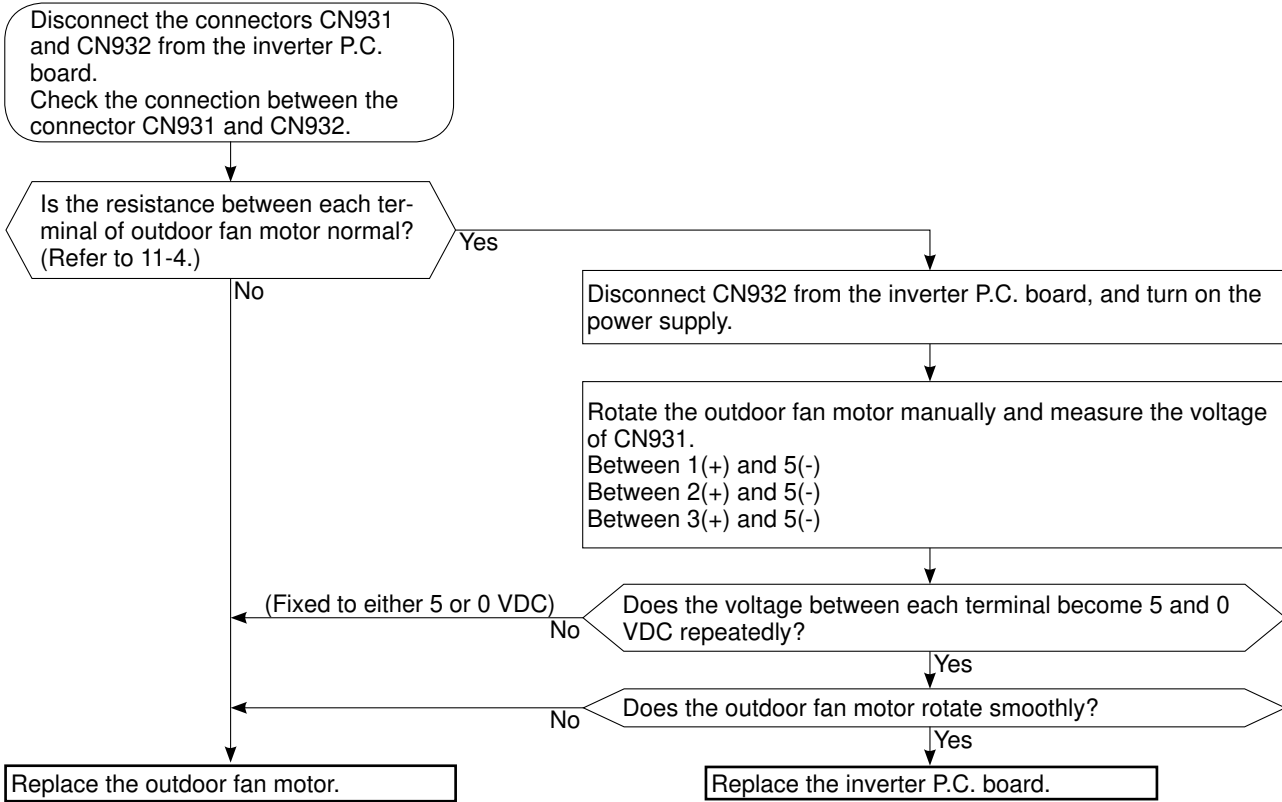 Disconnect the connectors CN931
and CN932 from the inverter P.C.
board.
Check the connection between the
connector CN931 and CN932.
Is the resistance between each ter-
minal of outdoor fan motor normal?
(Refer to 11-4.)
Yes
No
Disconnect CN932 from the inverter P.C. board, and turn on the
power supply.
Rotate the outdoor fan motor manually and measure the voltage
of CN931.
Between 1(+) and 5(-)
Between 2(+) and 5(-)
Between 3(+) and 5(-)
(Fixed to either 5 or 0 VDC)
No
Does the voltage between each terminal become 5 and 0
VDC repeatedly?
Yes
No
Does the outdoor fan motor rotate smoothly?
Yes
Replace the outdoor fan motor.
Replace the inverter P.C. board.